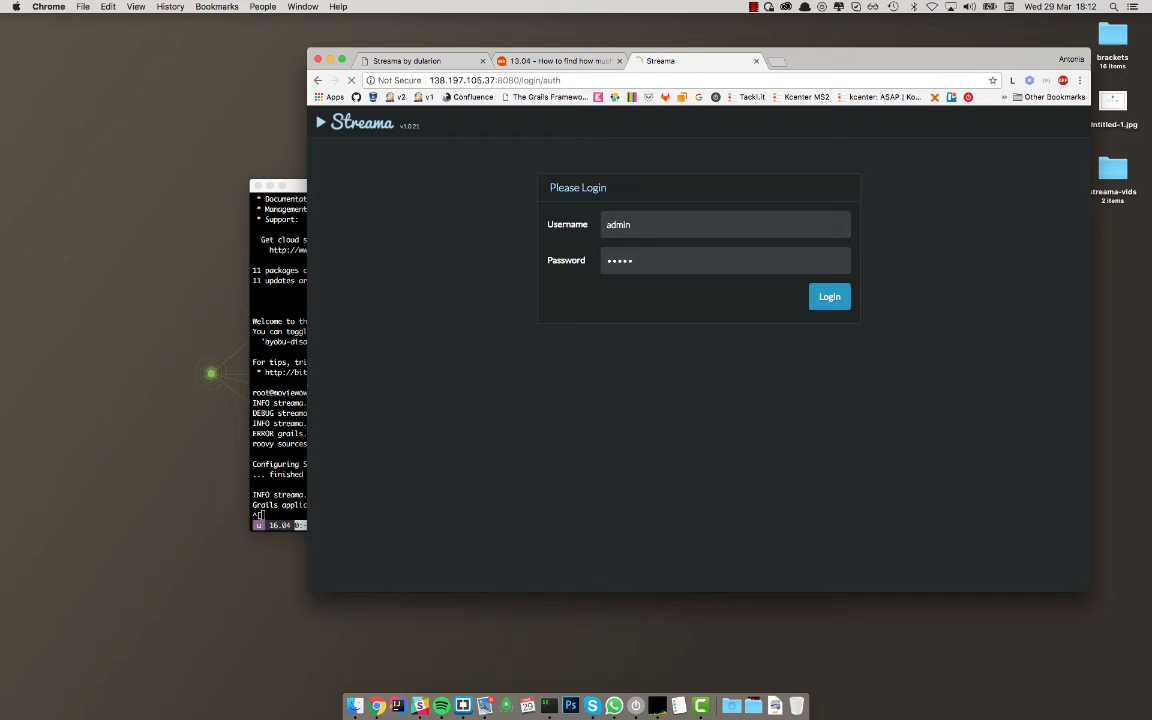 Chrome File Edit View History Bookmarks People Window Help Wed 29 Mar 18:12
brackets
16 items
Streama by dularion 13.04 - How to find how much Streama Antonia
Not Secure 138.197.105.37:8080/login/auth
Apps v2 v1 Confluence The Grails Framewo... Tackl.it Kcenter MS2 kcenter: ASAP | Ko... » Other Bookmarks
Streama v1.0.21
ntitled-1.jpg
streama-vids
2 items
Please Login
Username admin
Password •••••
Login
* Documentat
* Management
* Support:
Get cloud s
http://ww
11 packages c
11 updates ar
Welcome to th
You can toggl
'byobu-disa
For tips, tri
* http://bit
root@moviewow
INFO streama.
DEBUG streama
INFO streama.
ERROR grails.
roovy sources
Configuring S
... finished
INFO streama.
Grails applic
^
u 16.04 0:
29